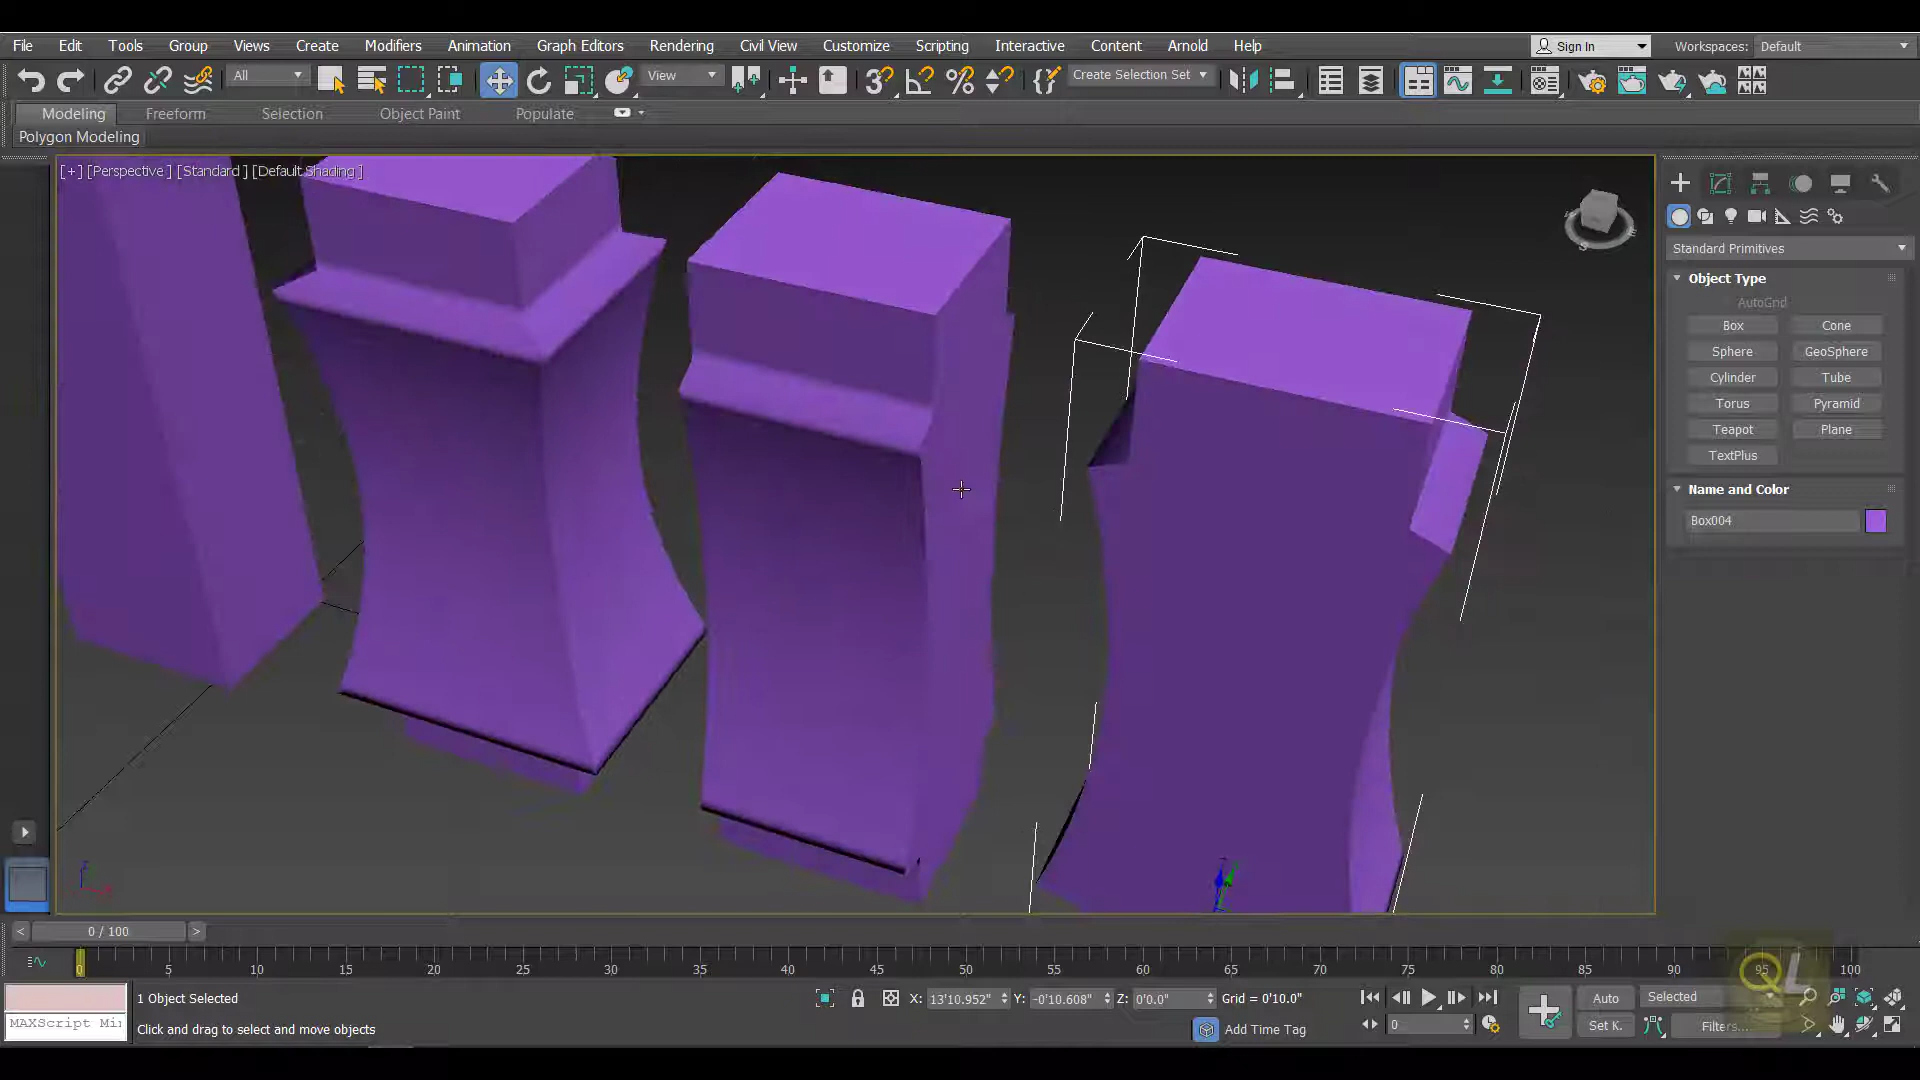 File Edit Tools Group Views Create Modifiers Animation Graph Editors Rendering Civil View Customize Scripting Interactive Content Arnold Help Sign In Workspaces: Default
All View Create Selection Set
Modeling Freeform Selection Object Paint Populate
Polygon Modeling
[+] [Perspective ] [Standard ] [Default Shading ]
Standard Primitives
Object Type
AutoGrid
Box Cone
Sphere GeoSphere
Cylinder Tube
Torus Pyramid
Teapot Plane
TextPlus
Name and Color
Box004
< 0 / 100 >
0 5 10 15 20 25 30 35 40 45 50 55 60 65 70 75 80 85 90 95 100
1 Object Selected X: 13'10.952" Y: -0'10.608" Z: 0'0.0" Grid = 0'10.0" Auto Selected
MAXScript Mi Click and drag to select and move objects Add Time Tag 0 Set K. Filters...
QL